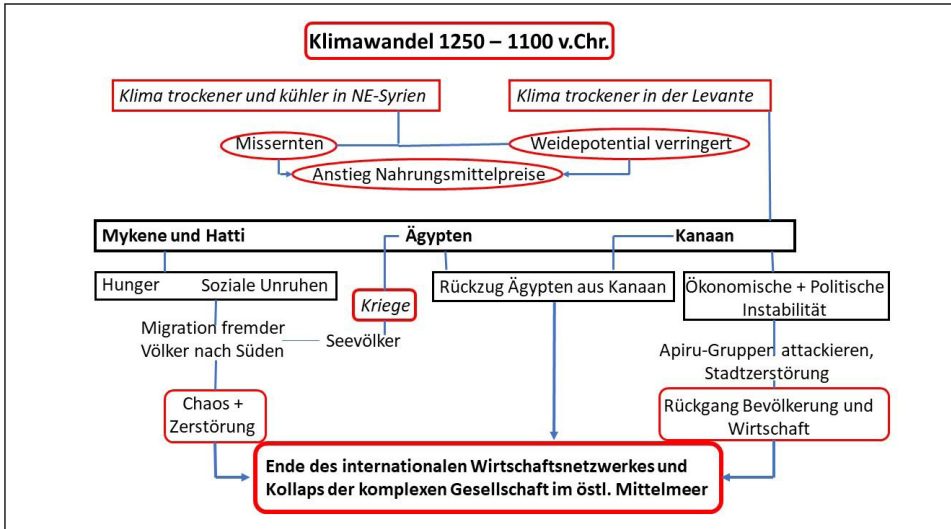 Klimawandel 1250 – 1100 v.Chr.
Klima trockener und kühler in NE-Syrien
Klima trockener in der Levante
Missernten
Weidepotential verringert
Anstieg Nahrungsmittelpreise
Mykene und Hatti
Ägypten
Kanaan
Hunger
Soziale Unruhen
Kriege
Rückzug Ägypten aus Kanaan
Ökonomische + Politische
Instabilität
Migration fremder
Völker nach Süden
Seevölker
Apiru-Gruppen attackieren,
Stadtzerstörung
Chaos +
Zerstörung
Rückgang Bevölkerung und
Wirtschaft
Ende des internationalen Wirtschaftsnetzwerkes und
Kollaps der komplexen Gesellschaft im östl. Mittelmeer